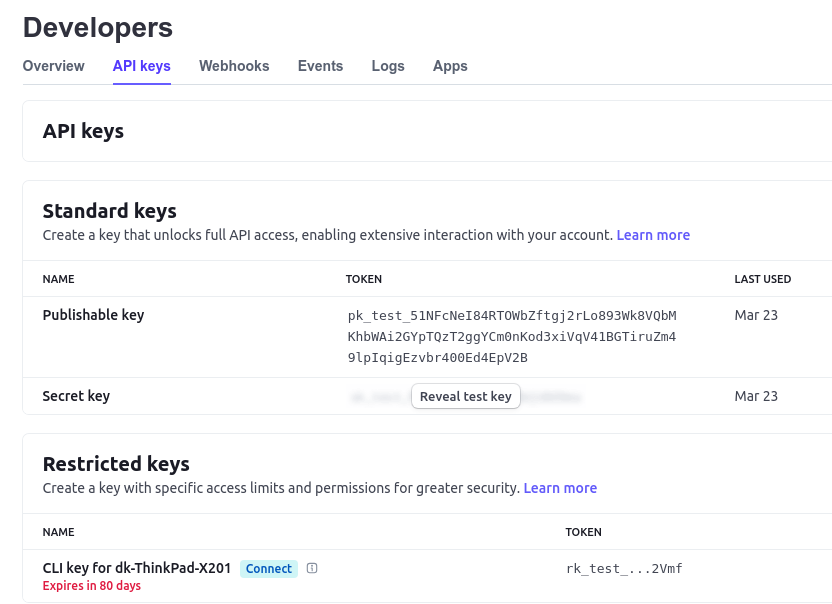 Developers
Overview API keys Webhooks Events Logs Apps
API keys
Standard keys
Create a key that unlocks full API access, enabling extensive interaction with your account. Learn more
NAME TOKEN LAST USED
Publishable key pk_test_51NFcNeI84RTOWbZftgj2rLo893Wk8VQbM Mar 23
KhbWAi2GYpTQzT2ggYCm0nKod3xiVqV41BGTiruZm4
9lpIqigEzvbr400Ed4EpV2B
Secret key Reveal test key Mar 23
Restricted keys
Create a key with specific access limits and permissions for greater security. Learn more
NAME TOKEN
CLI key for dk-ThinkPad-X201 Connect rk_test_...2Vmf
Expires in 80 days